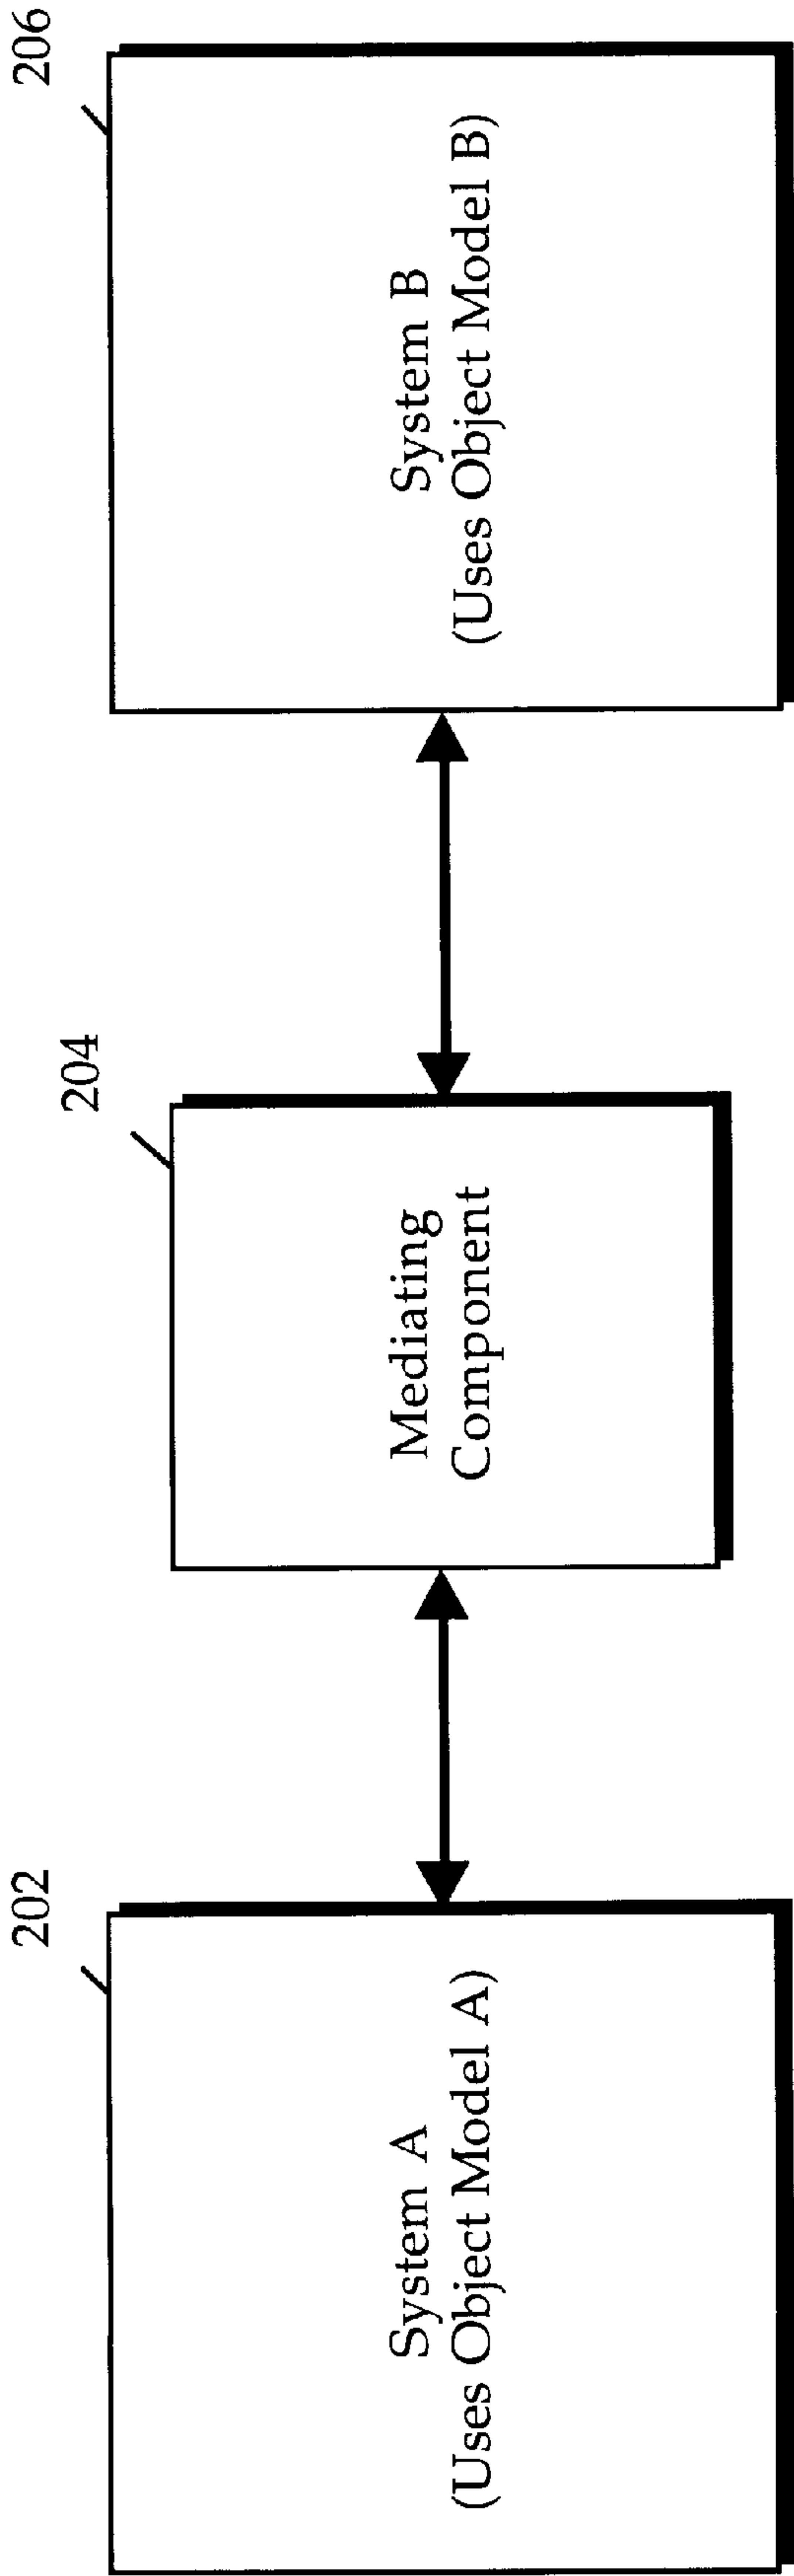 202
System A
(Uses Object Model A)
204
Mediating
Component
206
System B
(Uses Object Model B)